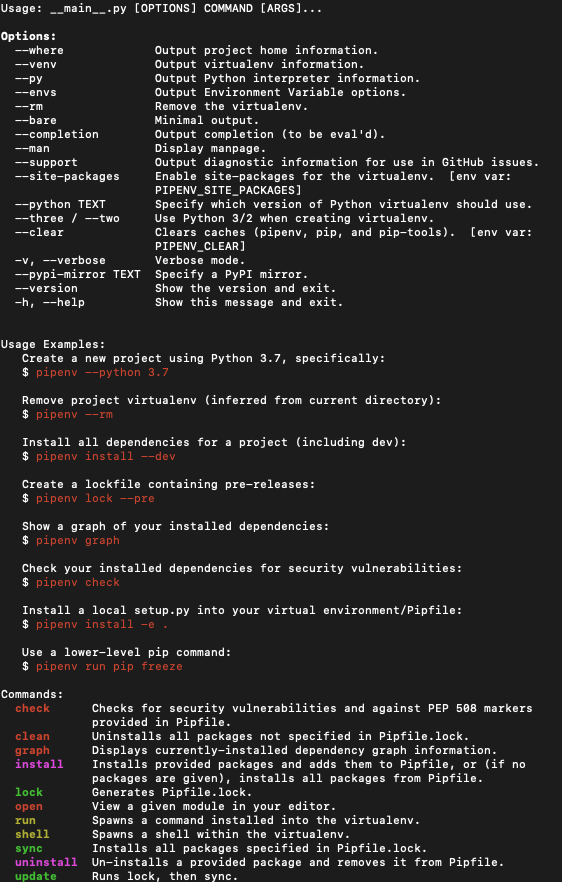 Usage: __main__.py [OPTIONS] COMMAND [ARGS]...
Options:
--where Output project home information.
--venv Output virtualenv information.
--py Output Python interpreter information.
--envs Output Environment Variable options.
--rm Remove the virtualenv.
--bare Minimal output.
--completion Output completion (to be eval'd).
--man Display manpage.
--support Output diagnostic information for use in GitHub issues.
--site-packages Enable site-packages for the virtualenv. [env var:
PIPENV_SITE_PACKAGES]
--python TEXT Specify which version of Python virtualenv should use.
--three / --two Use Python 3/2 when creating virtualenv.
--clear Clears caches (pipenv, pip, and pip-tools). [env var:
PIPENV_CLEAR]
-v, --verbose Verbose mode.
--pypi-mirror TEXT Specify a PyPI mirror.
--version Show the version and exit.
-h, --help Show this message and exit.
Usage Examples:
Create a new project using Python 3.7, specifically:
$ pipenv --python 3.7
Remove project virtualenv (inferred from current directory):
$ pipenv --rm
Install all dependencies for a project (including dev):
$ pipenv install --dev
Create a lockfile containing pre-releases:
$ pipenv lock --pre
Show a graph of your installed dependencies:
$ pipenv graph
Check your installed dependencies for security vulnerabilities:
$ pipenv check
Install a local setup.py into your virtual environment/Pipfile:
$ pipenv install -e .
Use a lower-level pip command:
$ pipenv run pip freeze
Commands:
check Checks for security vulnerabilities and against PEP 508 markers
provided in Pipfile.
clean Uninstalls all packages not specified in Pipfile.lock.
graph Displays currently-installed dependency graph information.
install Installs provided packages and adds them to Pipfile, or (if no
packages are given), installs all packages from Pipfile.
lock Generates Pipfile.lock.
open View a given module in your editor.
run Spawns a command installed into the virtualenv.
shell Spawns a shell within the virtualenv.
sync Installs all packages specified in Pipfile.lock.
uninstall Un-installs a provided package and removes it from Pipfile.
update Runs lock, then sync.